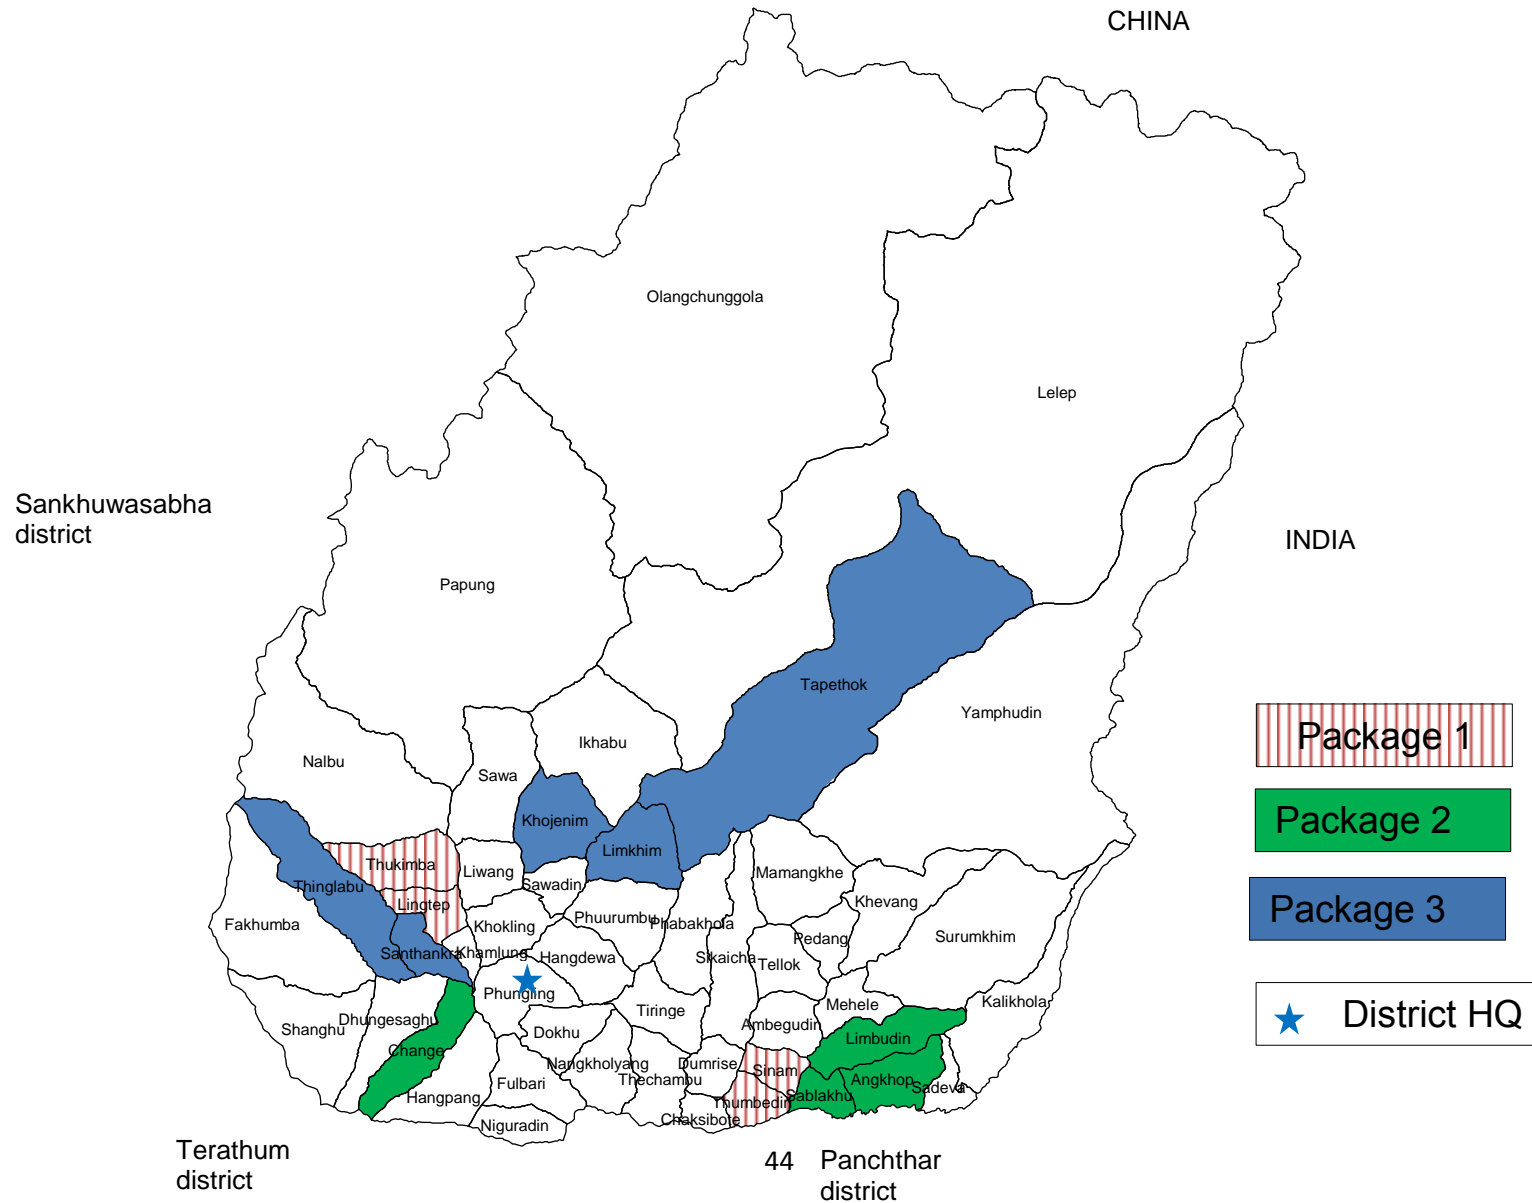 CHINA
Olangchunggola
Lelep
Sankhuwasabha
district
INDIA
Papung
Tapethok
Yamphudin
Package 1
Ikhabu
Nalbu
Sawa
Khojenim
Package 2
Limkhim
Thukimba
Liwang
Mamangkhe
Thinglabu
Sawadin
Lingtep
Khevang
Package 3
Fakhumba
Khokling
Phuurumbu
Phabakhola
Pedang
Surumkhim
Santhankra
Khamlung
Hangdewa
Sikaicha
Tellok
Phungling
Mehele
Kalikhola
Shanghu
Dhungesaghu
Tiringe
Ambegudin
District HQ
Dokhu
Limbudin
Change
Nangkholyang
Dumrise
Sinam
Fulbari
Thechambu
Angkhop
Sadeva
Hangpang
Thumbedin
Sablakhu
Chaksibote
Niguradin
Terathum
district
44
Panchthar
district